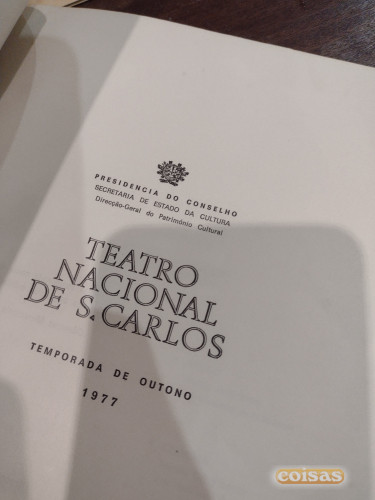 PRESIDENCIA DO CONSELHO
SECRETARIA DE ESTADO DA CULTURA
Direcção-Geral do Património Cultural
TEATRO
NACIONAL
DE S. CARLOS
TEMPORADA DE OUTONO
1977
coisas